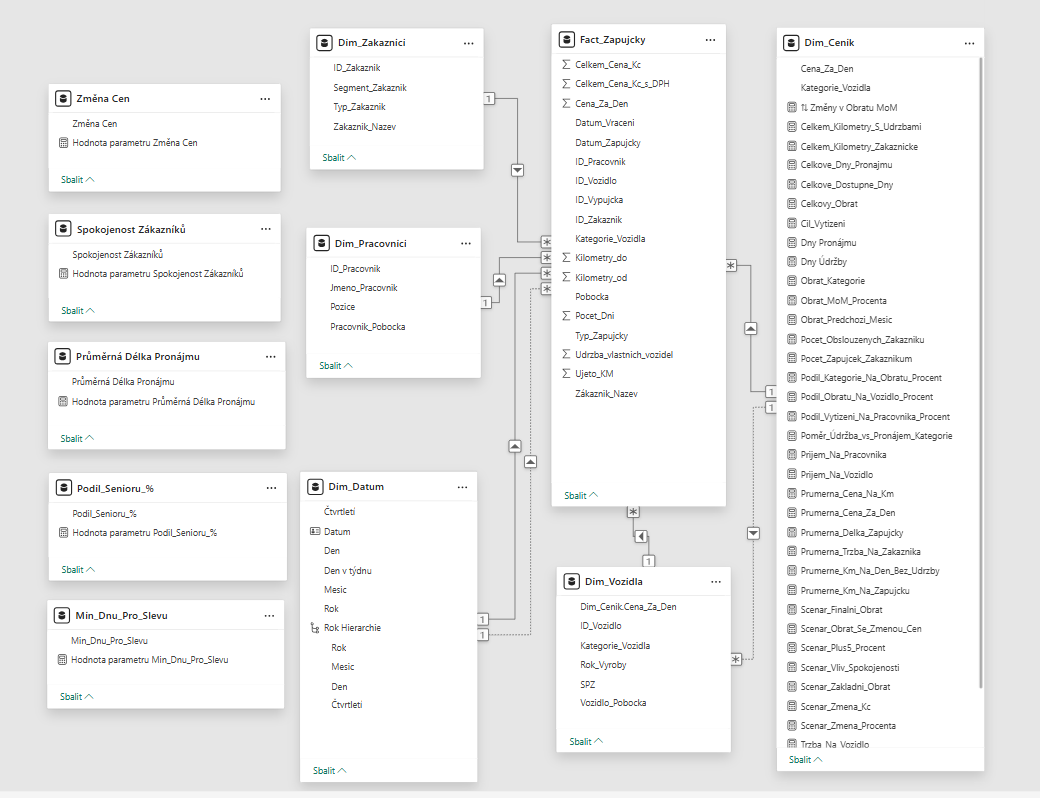 Změna Cen
Změna Cen
Hodnota parametru Změna Cen
Sbalit
Spokojenost Zákazníků
Spokojenost Zákazníků
Hodnota parametru Spokojenost Zákazníků
Sbalit
Průměrná Délka Pronájmu
Průměrná Délka Pronájmu
Hodnota parametru Průměrná Délka Pronájmu
Sbalit
Podil_Senioru_%
Podil_Senioru_%
Hodnota parametru Podil_Senioru_%
Sbalit
Min_Dnu_Pro_Slevu
Min_Dnu_Pro_Slevu
Hodnota parametru Min_Dnu_Pro_Slevu
Sbalit
Dim_Zakaznici
ID_Zakaznik
Segment_Zakaznik
Typ_Zakaznik
Zakaznik_Nazev
Sbalit
1
Dim_Pracovnici
ID_Pracovnik
Jmeno_Pracovnik
Pozice
Pracovnik_Pobocka
Sbalit
1
Dim_Datum
Čtvrtletí
Datum
Den
Den v týdnu
Mesic
Rok
Rok Hierarchie
Rok
Mesic
Den
Čtvrtletí
Sbalit
1
1
Fact_Zapujcky
Celkem_Cena_Kc
Celkem_Cena_Kc_s_DPH
Cena_Za_Den
Datum_Vraceni
Datum_Zapujcky
ID_Pracovnik
ID_Vozidlo
ID_Vypujcka
ID_Zakaznik
Kategorie_Vozidla
Kilometry_do
Kilometry_od
Pobocka
Pocet_Dni
Typ_Zapujcky
Udrzba_vlastnich_vozidel
Ujeto_KM
Zákaznik_Nazev
Sbalit
*
*
*
*
*
*
1
Dim_Vozidla
Dim_Cenik.Cena_Za_Den
ID_Vozidlo
Kategorie_Vozidla
Rok_Vyroby
SPZ
Vozidlo_Pobocka
Sbalit
*
1
1
Dim_Cenik
Cena_Za_Den
Kategorie_Vozidla
⇅ Změny v Obratu MoM
Celkem_Kilometry_S_Udrzbami
Celkem_Kilometry_Zakaznicke
Celkove_Dny_Pronajmu
Celkove_Dostupne_Dny
Celkovy_Obrat
Cil_Vytizeni
Dny Pronájmu
Dny Údržby
Obrat_Kategorie
Obrat_MoM_Procenta
Obrat_Predchozi_Mesic
Pocet_Obslouzenych_Zakazniku
Pocet_Zapujcek_Zakaznikum
Podil_Kategorie_Na_Obratu_Procent
Podil_Obratu_Na_Vozidlo_Procent
Podil_Vytizeni_Na_Pracovnika_Procent
Poměr_Údržba_vs_Pronájem_Kategorie
Prijem_Na_Pracovnika
Prijem_Na_Vozidlo
Prumerna_Cena_Na_Km
Prumerna_Cena_Za_Den
Prumerna_Delka_Zapujcky
Prumerna_Trzba_Na_Zakaznika
Prumerne_Km_Na_Den_Bez_Udrzby
Prumerne_Km_Na_Zapujcku
Scenar_Finalni_Obrat
Scenar_Obrat_Se_Zmenou_Cen
Scenar_Plus5_Procent
Scenar_Vliv_Spokojenosti
Scenar_Zakladni_Obrat
Scenar_Zmena_Kc
Scenar_Zmena_Procenta
Trzba_Na_Vozidlo
Sbalit